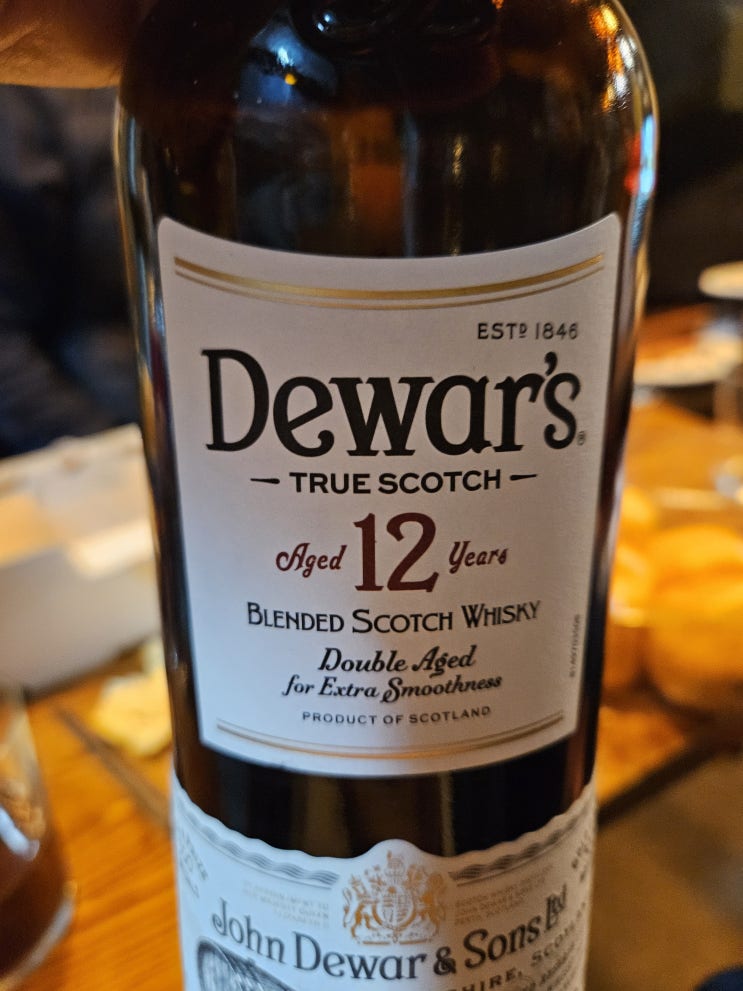 ESTD 1846
Dewar's
TRUE SCOTCH
Aged 12 Years
BLENDED SCOTCH WHISKY
Double Aged
for Extra Smoothness
PRODUCT OF SCOTLAND
John Dewar & Sons Ltd